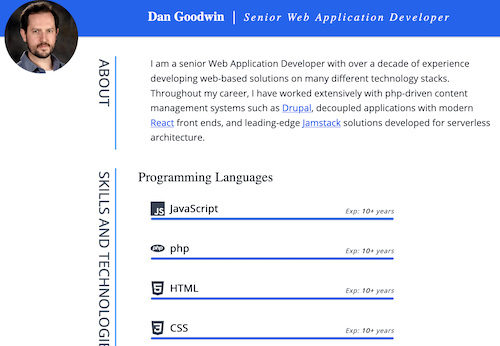 Dan Goodwin | Senior Web Application Developer
ABOUT
I am a senior Web Application Developer with over a decade of experience
developing web-based solutions on many different technology stacks.
Throughout my career, I have worked extensively with php-driven content
management systems such as Drupal, decoupled applications with modern
React front ends, and leading-edge Jamstack solutions developed for serverless
architecture.
SKILLS AND TECHNOLOGIE
Programming Languages
JS JavaScript
Exp: 10+ years
php php
Exp: 10+ years
5 HTML
Exp: 10+ years
3 CSS
Exp: 10+ years